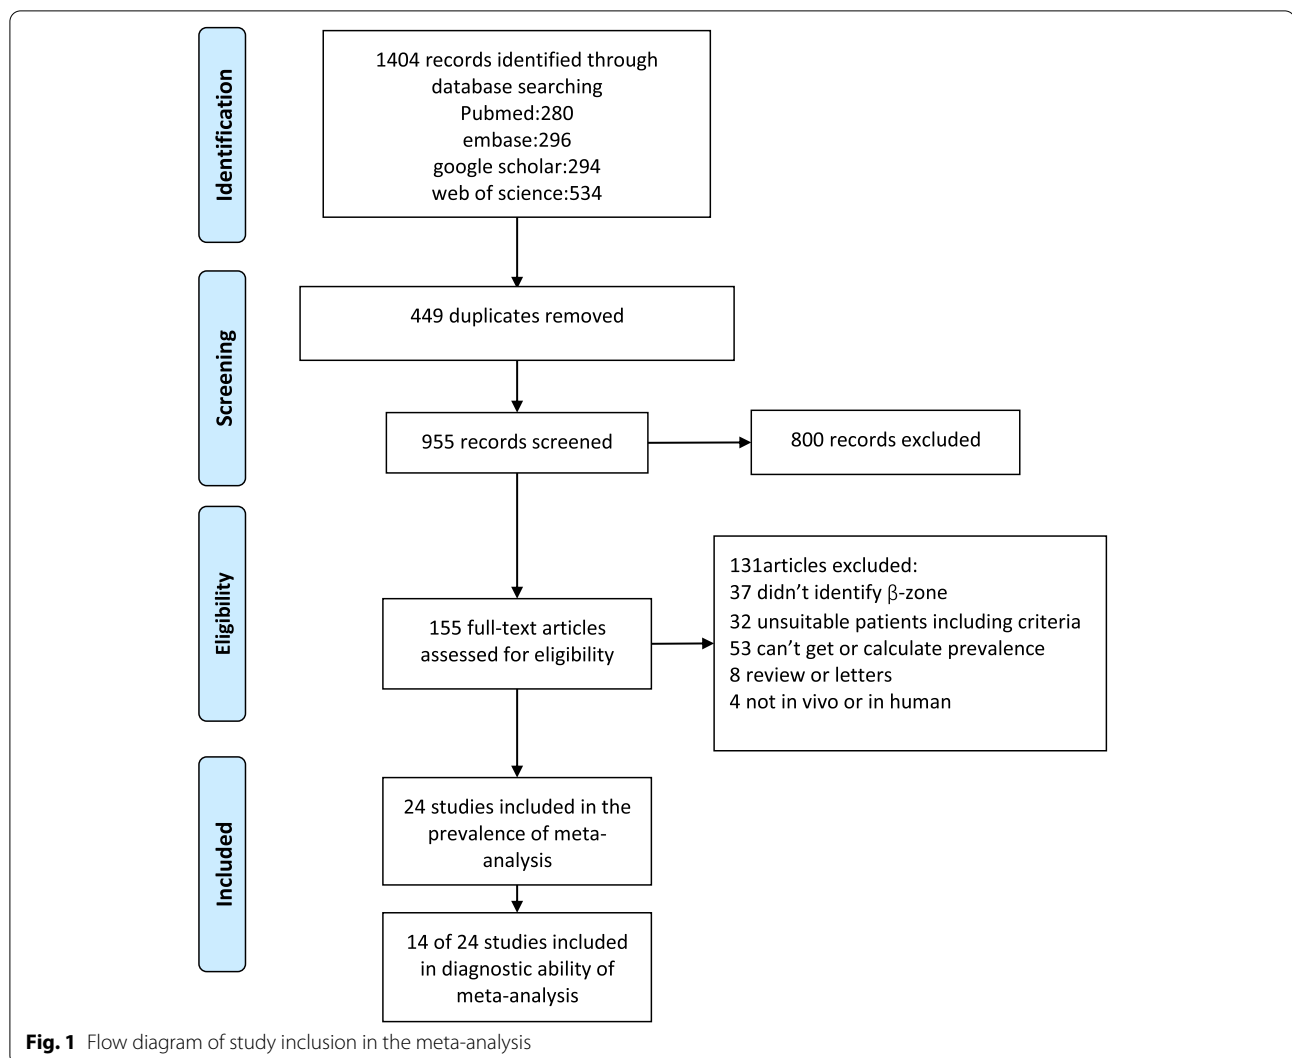 Identification
1404 records identified through
database searching
Pubmed:280
embase:296
google scholar:294
web of science:534
Screening
449 duplicates removed
955 records screened
800 records excluded
Eligibility
155 full-text articles
assessed for eligibility
131articles excluded:
37 didn’t identify β-zone
32 unsuitable patients including criteria
53 can’t get or calculate prevalence
8 review or letters
4 not in vivo or in human
Included
24 studies included in the
prevalence of meta-
analysis
14 of 24 studies included
in diagnostic ability of
meta-analysis
Fig. 1 Flow diagram of study inclusion in the meta-analysis